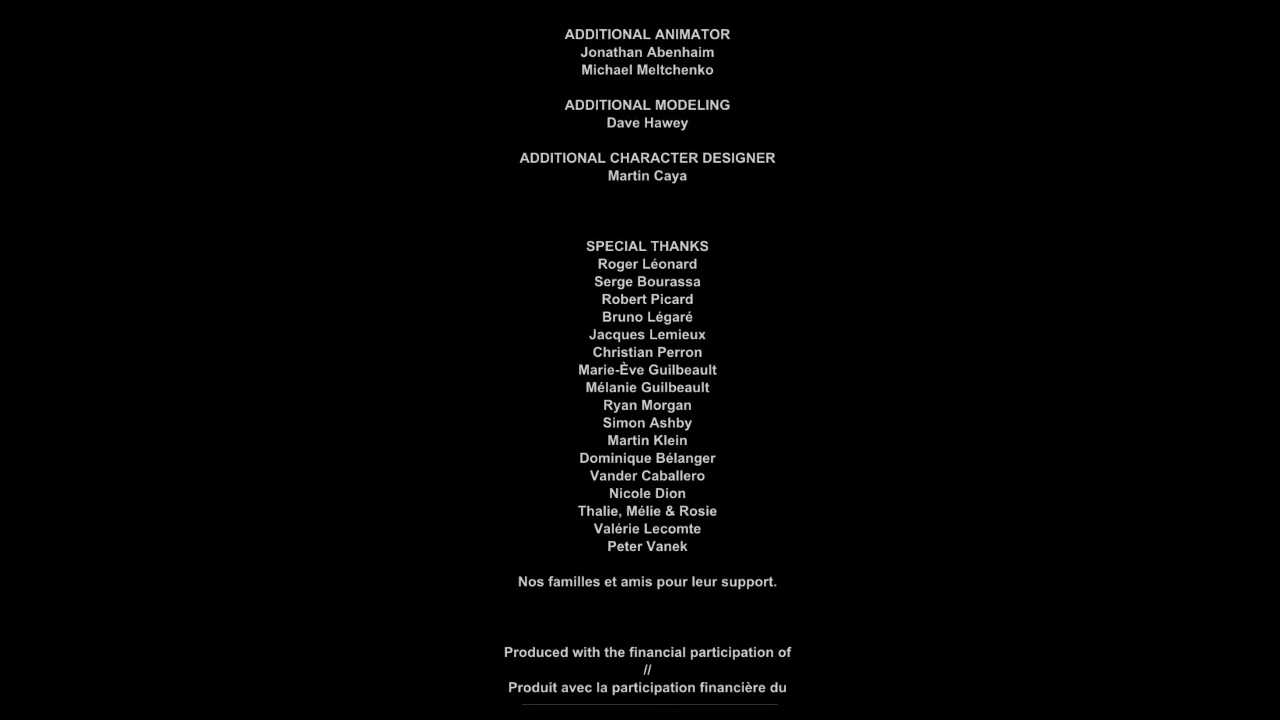 ADDITIONAL ANIMATOR
Jonathan Abenhaim
Michael Meltchenko
ADDITIONAL MODELING
Dave Hawey
ADDITIONAL CHARACTER DESIGNER
Martin Caya
SPECIAL THANKS
Roger Léonard
Serge Bourassa
Robert Picard
Bruno Légaré
Jacques Lemieux
Christian Perron
Marie-Ève Guilbeault
Mélanie Guilbeault
Ryan Morgan
Simon Ashby
Martin Klein
Dominique Bélanger
Vander Caballero
Nicole Dion
Thalie, Mélie & Rosie
Valérie Lecomte
Peter Vanek
Nos familles et amis pour leur support.
Produced with the financial participation of
//
Produit avec la participation financière du